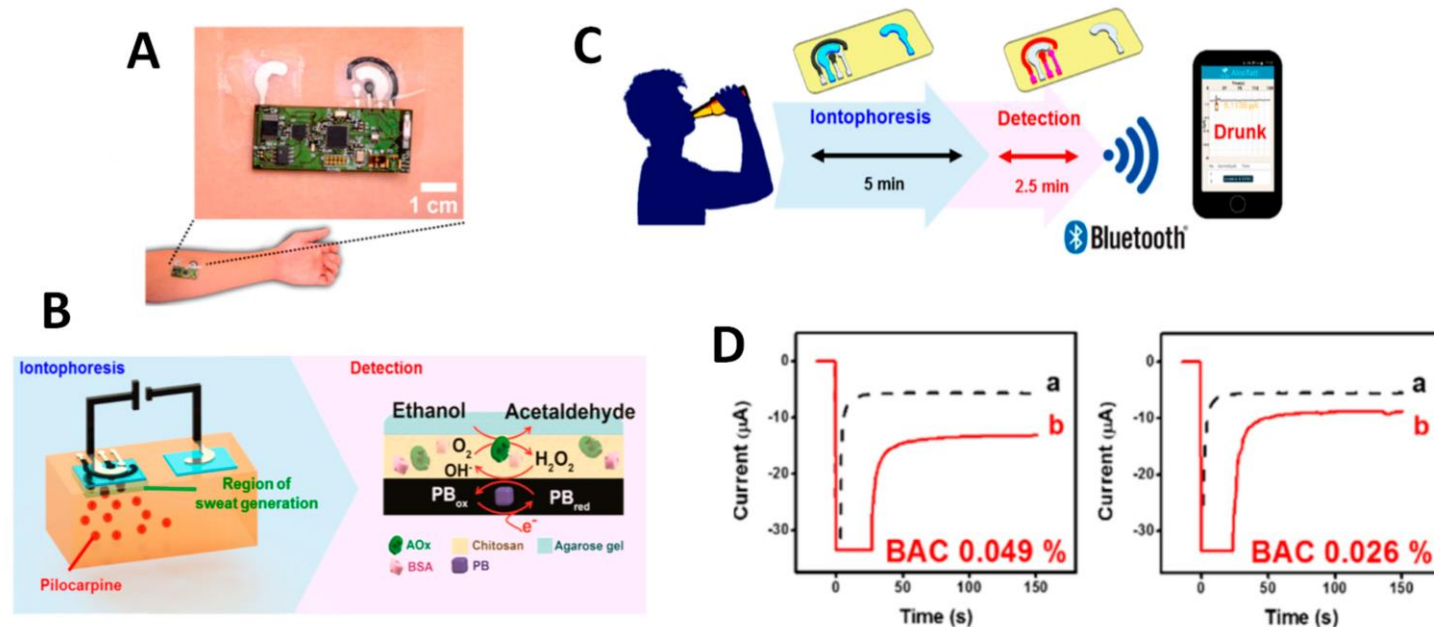 A
1 cm
B
Iontophoresis
Region of
sweat generation
Pilocarpine
Detection
Ethanol
Acetaldehyde
O2
H2O2
OH-
PBox
PBred
e-
AOx
Chitosan
Agarose gel
BSA
PB
C
Iontophoresis
Detection
5 min
2.5 min
Bluetooth
Drunk
D
Current (μA)
0
-10
-20
-30
a
b
BAC 0.049 %
0
50
100
150
Time (s)
Current (μA)
0
-10
-20
-30
a
b
BAC 0.026 %
0
50
100
150
Time (s)